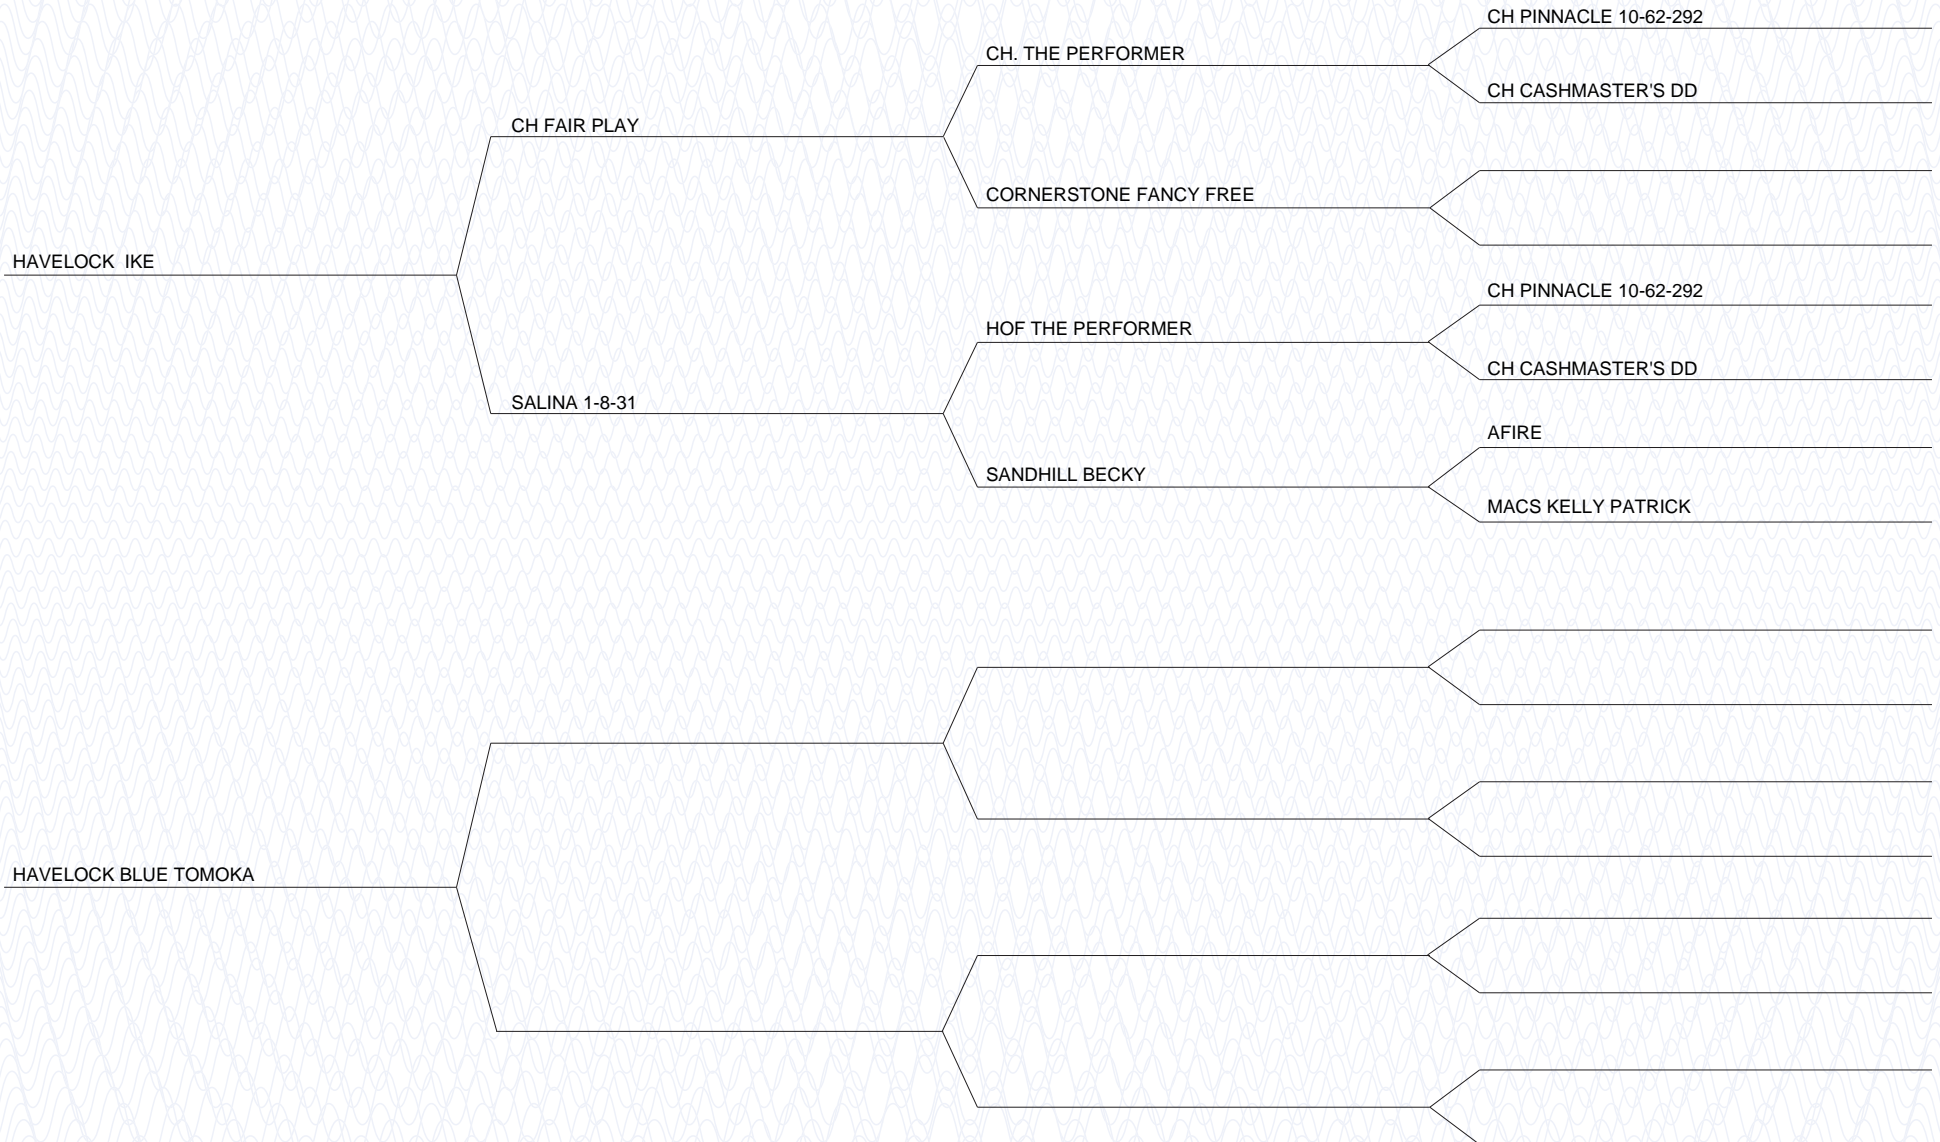 CH PINNACLE 10-62-292
CH. THE PERFORMER
CH CASHMASTER'S DD
CH FAIR PLAY
CORNERSTONE FANCY FREE
HAVELOCK  IKE
CH PINNACLE 10-62-292
HOF THE PERFORMER
CH CASHMASTER'S DD
SALINA 1-8-31
AFIRE
SANDHILL BECKY
MACS KELLY PATRICK
HAVELOCK BLUE TOMOKA